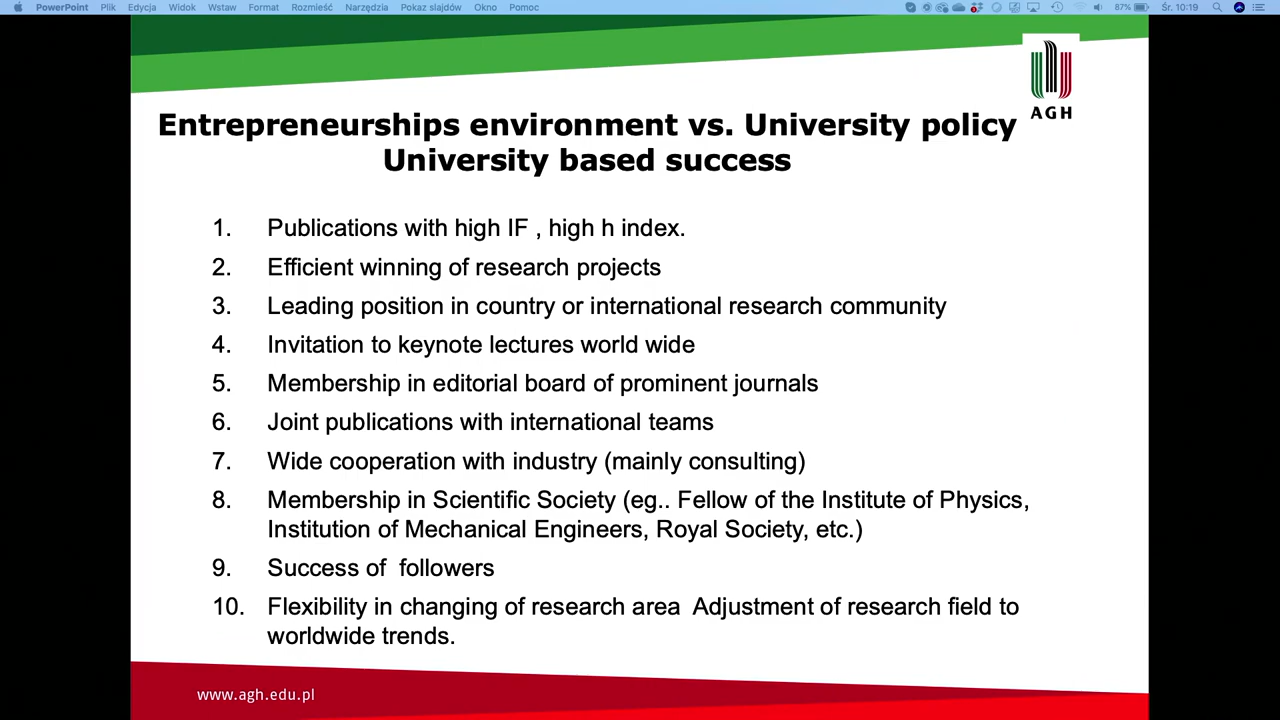 PowerPoint Plik Edycja Widok Wstaw Format Rozmieść Narzędzia Pokaz slajdów Okno Pomoc 87% Śr. 10:19
AGH
Entrepreneurships environment vs. University policy
University based success
1. Publications with high IF , high h index.
2. Efficient winning of research projects
3. Leading position in country or international research community
4. Invitation to keynote lectures world wide
5. Membership in editorial board of prominent journals
6. Joint publications with international teams
7. Wide cooperation with industry (mainly consulting)
8. Membership in Scientific Society (eg.. Fellow of the Institute of Physics,
Institution of Mechanical Engineers, Royal Society, etc.)
9. Success of  followers
10. Flexibility in changing of research area  Adjustment of research field to
worldwide trends.
www.agh.edu.pl